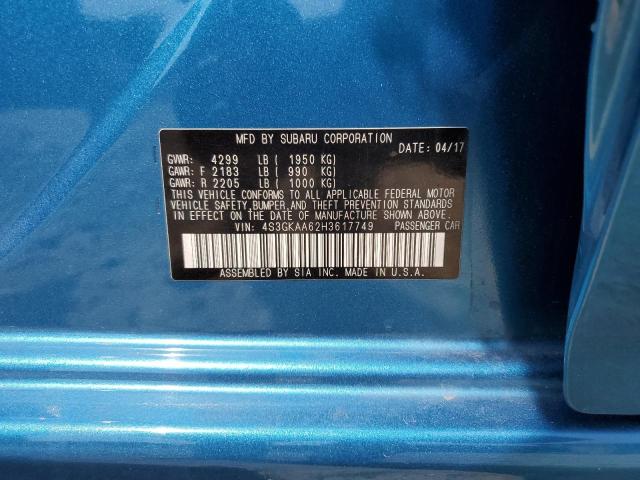 MFD BY SUBARU CORPORATION
DATE: 04/17
GVWR: 4299 LB ( 1950 KG)
GAWR: F 2183 LB ( 990 KG)
GAWR: R 2205 LB ( 1000 KG)
THIS VEHICLE CONFORMS TO ALL APPLICABLE FEDERAL MOTOR
VEHICLE SAFETY, BUMPER, AND THEFT PREVENTION STANDARDS
IN EFFECT ON THE DATE OF MANUFACTURE SHOWN ABOVE.
VIN: 4S3GKAA62H3617749 PASSENGER CAR
ASSEMBLED BY SIA INC. MADE IN U.S.A.